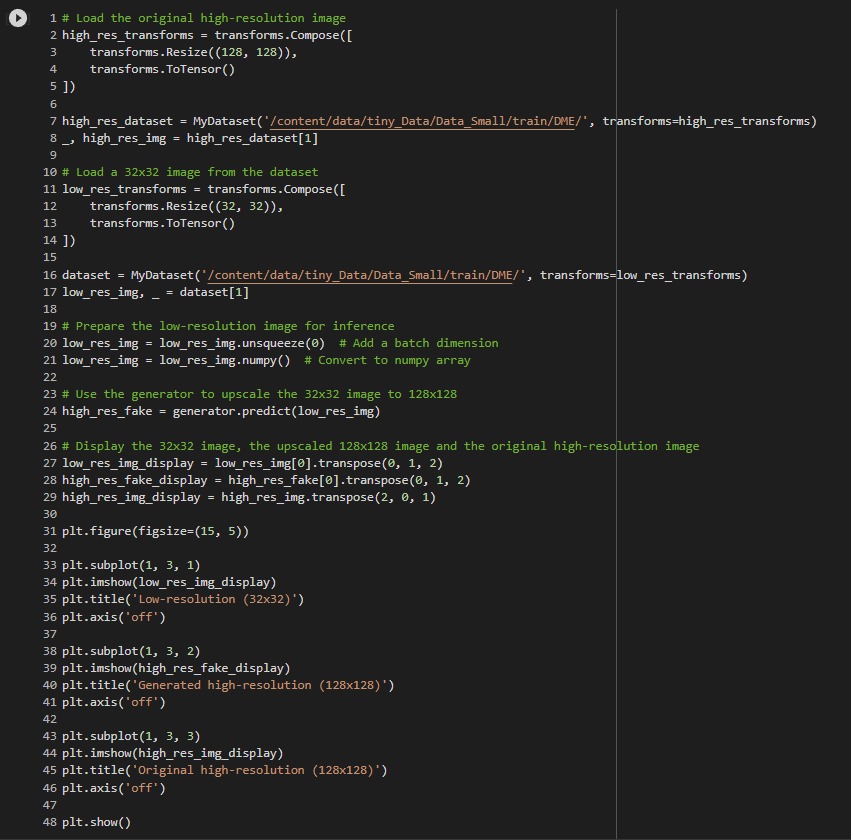 1 # Load the original high-resolution image
2 high_res_transforms = transforms.Compose([
3     transforms.Resize((128, 128)),
4     transforms.ToTensor()
5 ])
6
7 high_res_dataset = MyDataset('/content/data/tiny_Data/Data_Small/train/DME/', transforms=high_res_transforms)
8 _, high_res_img = high_res_dataset[1]
9
10 # Load a 32x32 image from the dataset
11 low_res_transforms = transforms.Compose([
12     transforms.Resize((32, 32)),
13     transforms.ToTensor()
14 ])
15
16 dataset = MyDataset('/content/data/tiny_Data/Data_Small/train/DME/', transforms=low_res_transforms)
17 low_res_img, _ = dataset[1]
18
19 # Prepare the low-resolution image for inference
20 low_res_img = low_res_img.unsqueeze(0)  # Add a batch dimension
21 low_res_img = low_res_img.numpy()  # Convert to numpy array
22
23 # Use the generator to upscale the 32x32 image to 128x128
24 high_res_fake = generator.predict(low_res_img)
25
26 # Display the 32x32 image, the upscaled 128x128 image and the original high-resolution image
27 low_res_img_display = low_res_img[0].transpose(0, 1, 2)
28 high_res_fake_display = high_res_fake[0].transpose(0, 1, 2)
29 high_res_img_display = high_res_img.transpose(2, 0, 1)
30
31 plt.figure(figsize=(15, 5))
32
33 plt.subplot(1, 3, 1)
34 plt.imshow(low_res_img_display)
35 plt.title('Low-resolution (32x32)')
36 plt.axis('off')
37
38 plt.subplot(1, 3, 2)
39 plt.imshow(high_res_fake_display)
40 plt.title('Generated high-resolution (128x128)')
41 plt.axis('off')
42
43 plt.subplot(1, 3, 3)
44 plt.imshow(high_res_img_display)
45 plt.title('Original high-resolution (128x128)')
46 plt.axis('off')
47
48 plt.show()